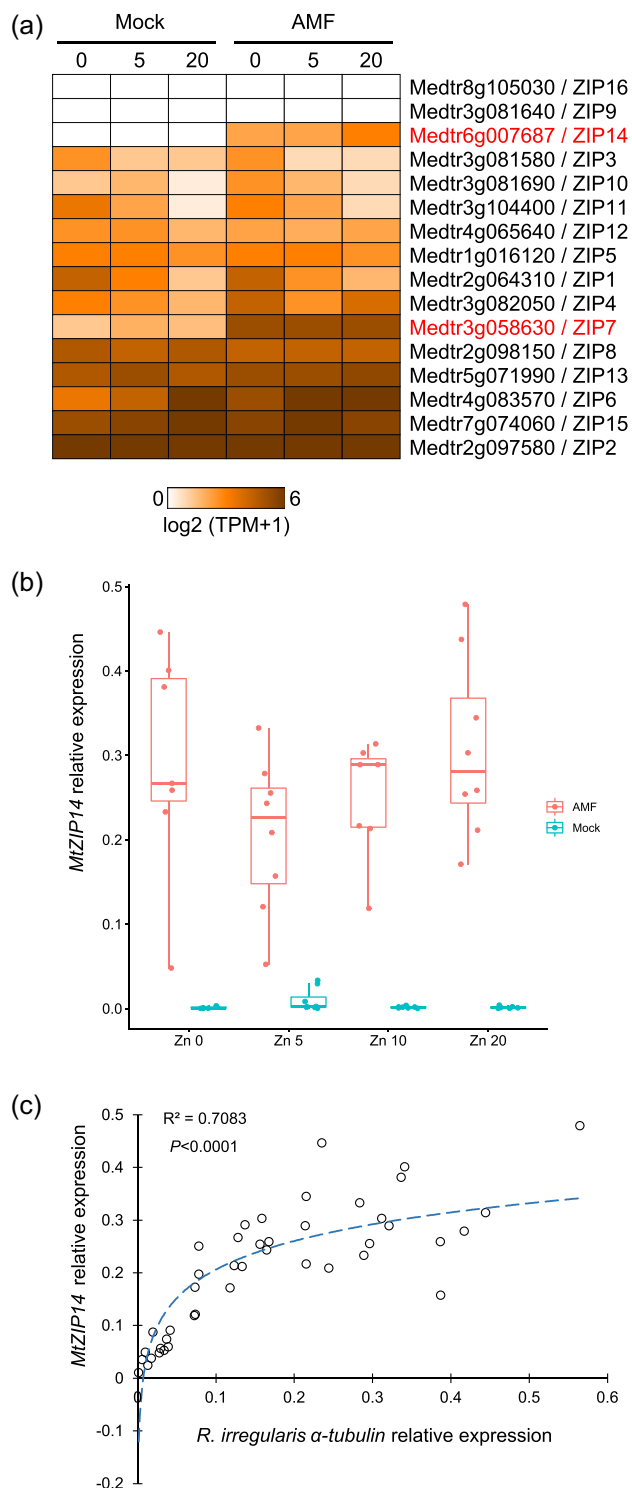 (a)
Mock AMF
0 5 20 0 5 20
Medtr8g105030 / ZIP16
Medtr3g081640 / ZIP9
Medtr6g007687 / ZIP14
Medtr3g081580 / ZIP3
Medtr3g081690 / ZIP10
Medtr3g104400 / ZIP11
Medtr4g065640 / ZIP12
Medtr1g016120 / ZIP5
Medtr2g064310 / ZIP1
Medtr3g082050 / ZIP4
Medtr3g058630 / ZIP7
Medtr2g098150 / ZIP8
Medtr5g071990 / ZIP13
Medtr4g083570 / ZIP6
Medtr7g074060 / ZIP15
Medtr2g097580 / ZIP2
0 6
log2 (TPM+1)
(b)
MtZIP14 relative expression
0.5
0.4
0.3
0.2
0.1
0.0
Zn 0 Zn 5 Zn 10 Zn 20
AMF
Mock
(c)
MtZIP14 relative expression
R² = 0.7083
P<0.0001
0.5
0.4
0.3
0.2
0.1
0
-0.1
-0.2
0 0.1 0.2 0.3 0.4 0.5 0.6
R. irregularis α-tubulin relative expression